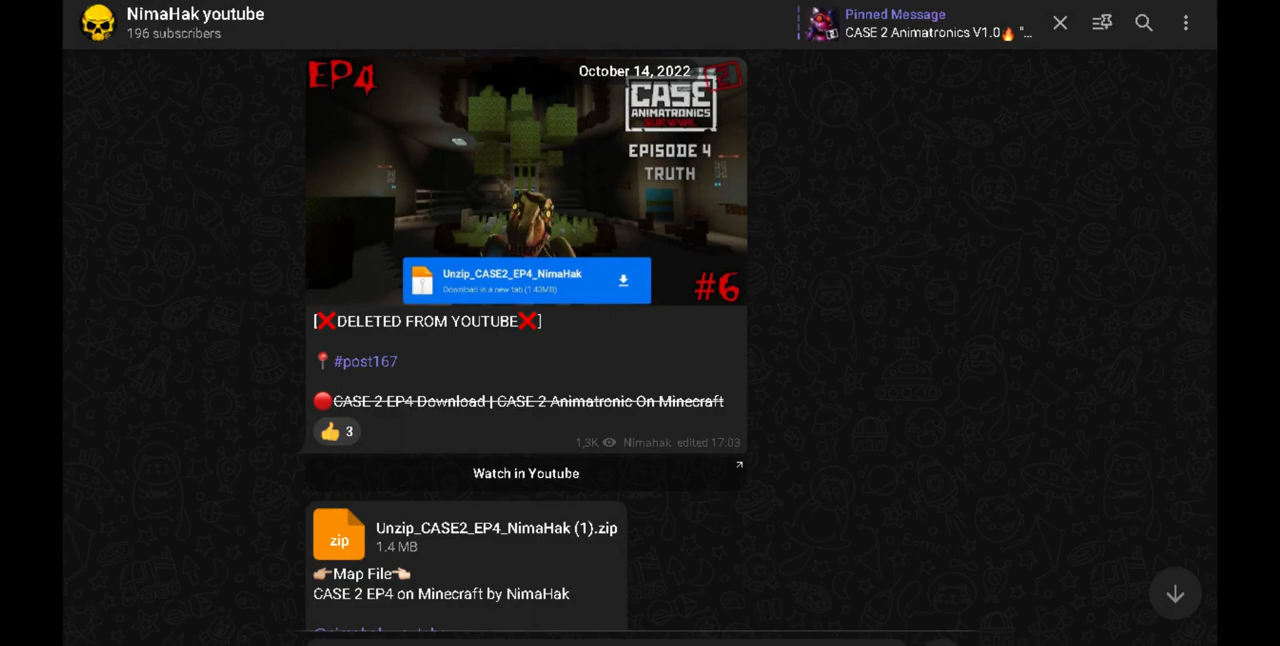 NimaHak youtube
196 subscribers
Pinned Message
CASE 2 Animatronics V1.0🔥 "...
October 14, 2022
EP4
CASE
ANIMATRONICS
SURVIVAL
EPISODE 4
TRUTH
Unzip_CASE2_EP4_NimaHak
Download in a new tab (1.43MB)
#6
[❌DELETED FROM YOUTUBE❌]
📍 #post167
🔴CASE 2 EP4 Download | CASE 2 Animatronic On Minecraft
👍 3
1,3K Nimahak edited 17:03
Watch in Youtube
zip
Unzip_CASE2_EP4_NimaHak (1).zip
1.4 MB
👉🏻Map File👈🏻
CASE 2 EP4 on Minecraft by NimaHak